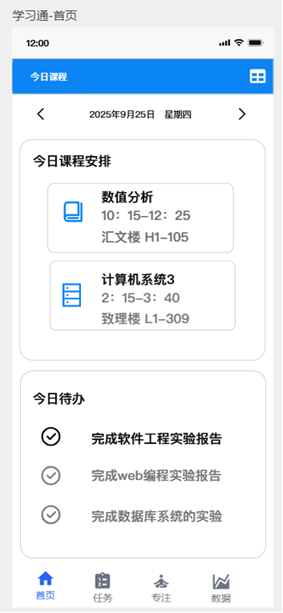 学习通-首页
12:00
今日课程
2025年9月25日 星期四
今日课程安排
数值分析
10：15-12：25
汇文楼 H1-105
计算机系统3
2：15-3：40
致理楼 L1-309
今日待办
完成软件工程实验报告
完成web编程实验报告
完成数据库系统的实验
首页 任务 专注 数据